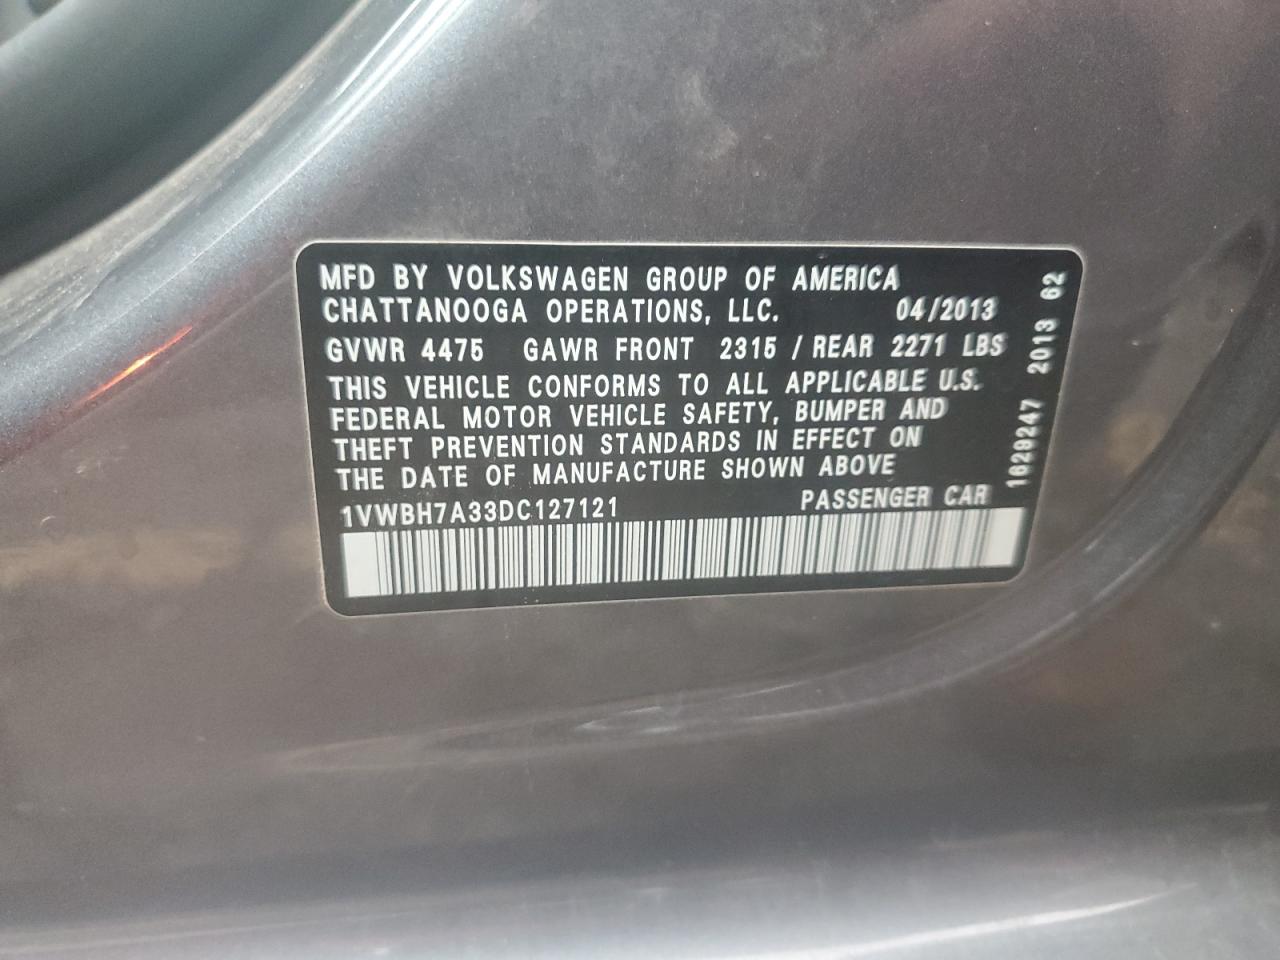 MFD BY VOLKSWAGEN GROUP OF AMERICA
CHATTANOOGA OPERATIONS, LLC. 04/2013
GVWR 4475 GAWR FRONT 2315 / REAR 2271 LBS
THIS VEHICLE CONFORMS TO ALL APPLICABLE U.S.
FEDERAL MOTOR VEHICLE SAFETY, BUMPER AND
THEFT PREVENTION STANDARDS IN EFFECT ON
THE DATE OF MANUFACTURE SHOWN ABOVE
1VWBH7A33DC127121 PASSENGER CAR
1629247 2013 62